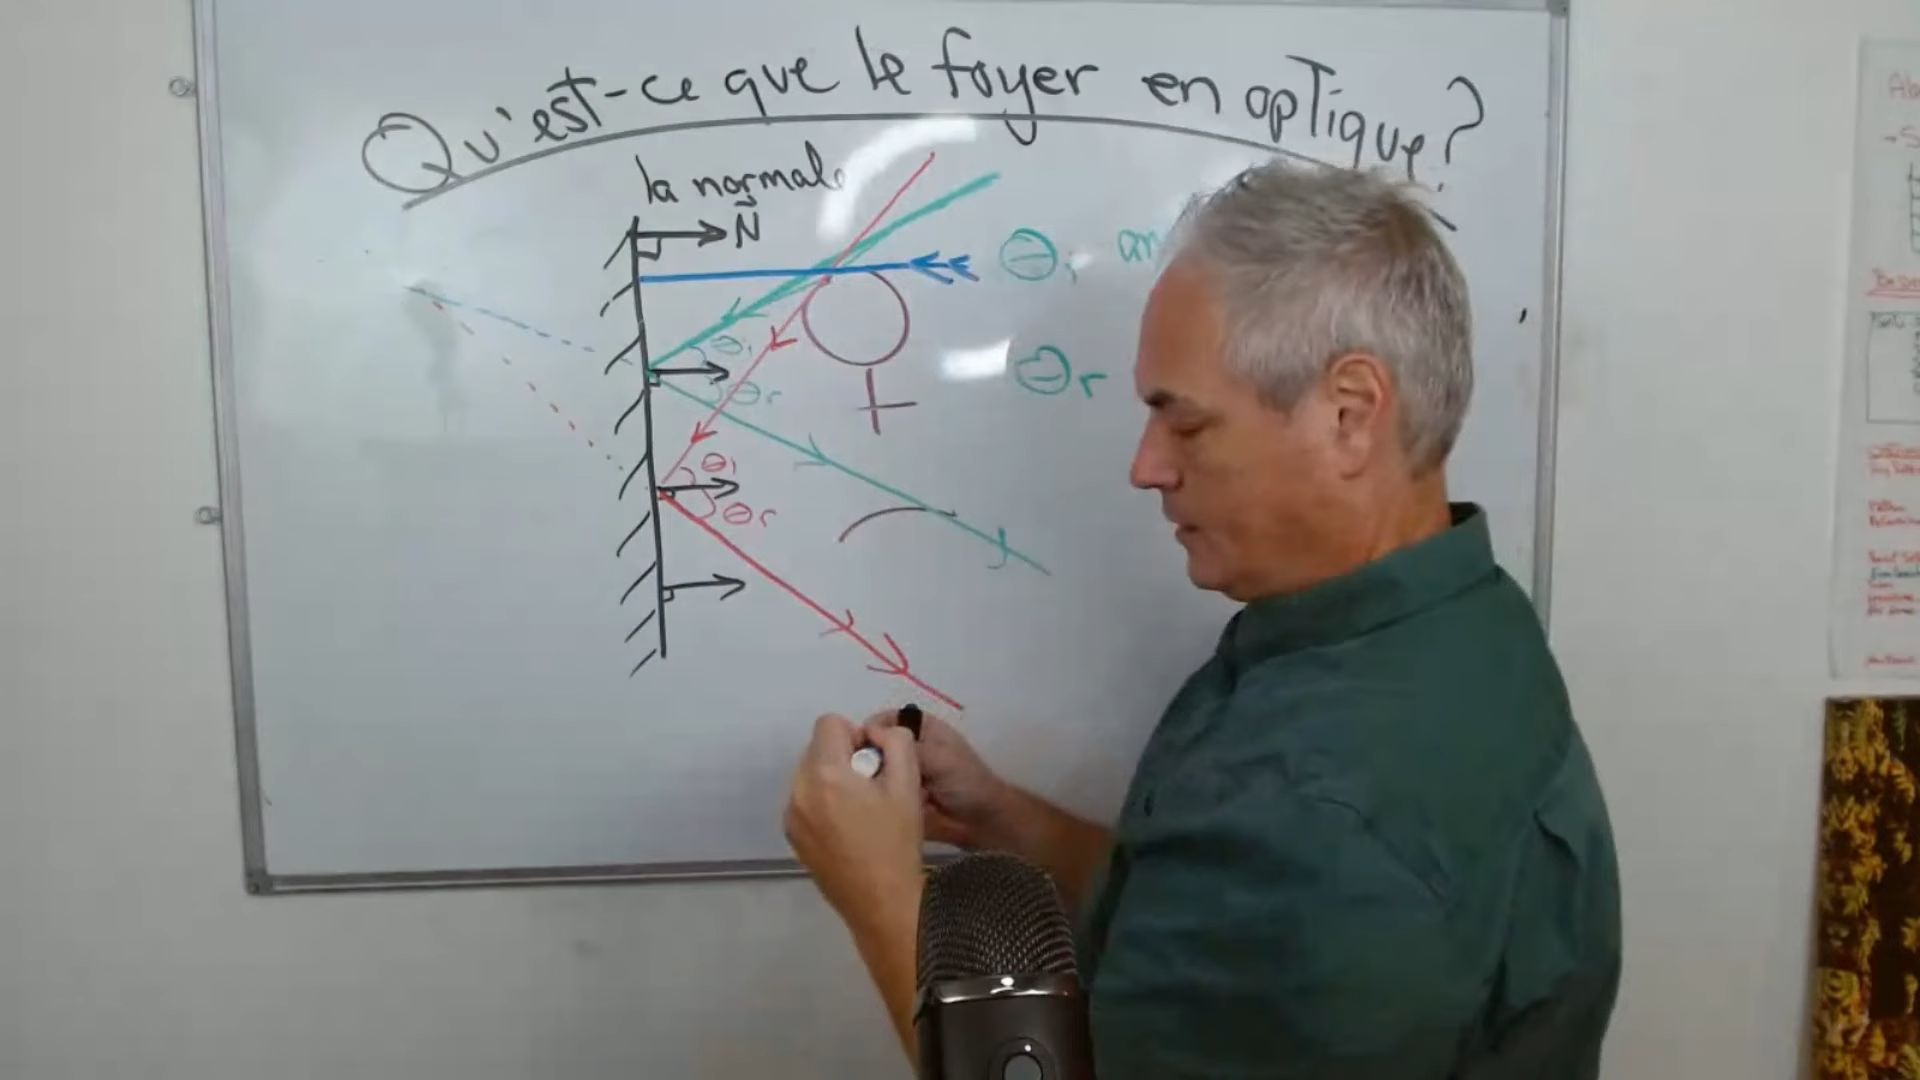 Qu'est-ce que le foyer en optique?
la normale
N
θi
θr
θi
θr
θi
θr